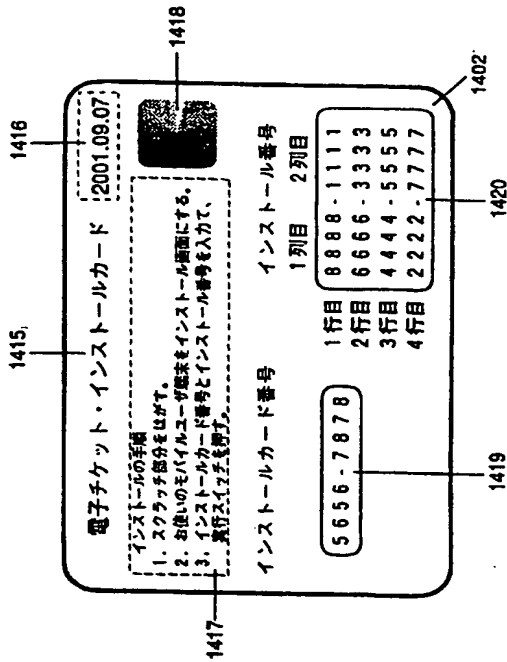 1415
1416
1418
電子チケット・インストールカード
2001.09.07
1417
インストールの手順
1. スクラッチ部分をはがす。
2. お使いのモバイルユーザ端末をインストール画面にする。
3. インストールカード番号とインストール番号を入力て、
実行スイッチを押す。
インストールカード番号
5656-7878
インストール番号
1列目 2列目
1行目 8888-1111
2行目 6666-3333
3行目 4444-5555
4行目 2222-7777
1419
1420
1402